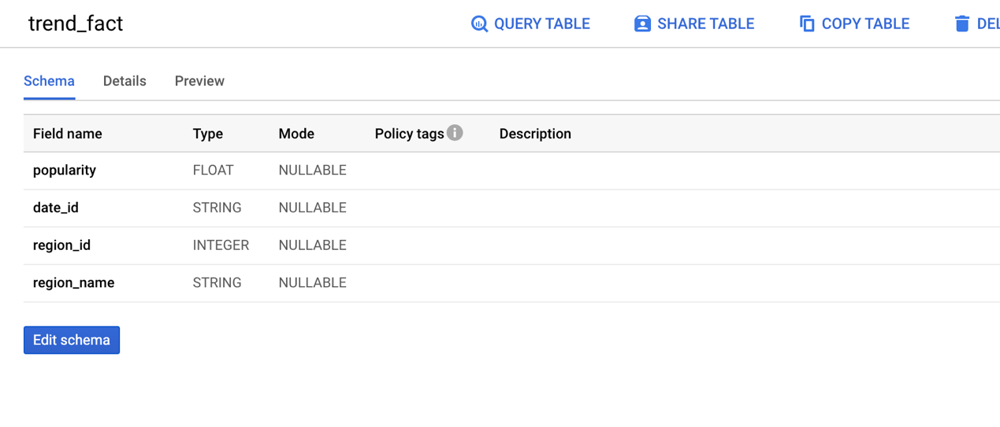 trend_fact QUERY TABLE SHARE TABLE COPY TABLE DEL
Schema Details Preview
Field name Type Mode Policy tags Description
popularity FLOAT NULLABLE
date_id STRING NULLABLE
region_id INTEGER NULLABLE
region_name STRING NULLABLE
Edit schema